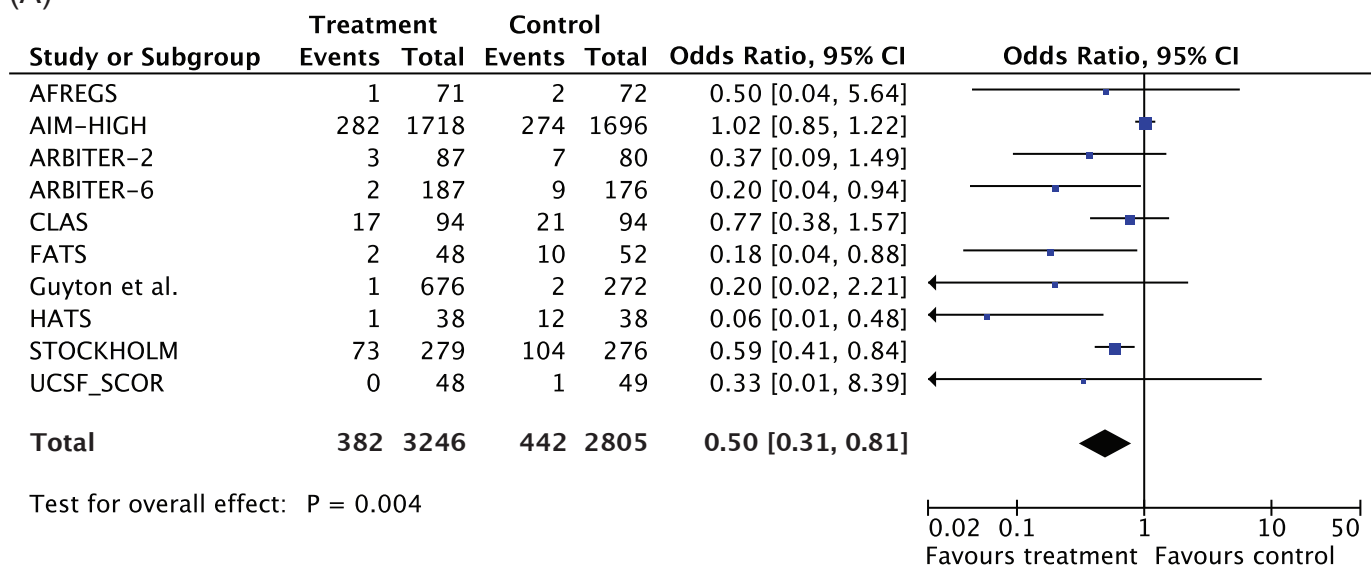 (A)
Treatment Control
Study or Subgroup Events Total Events Total Odds Ratio, 95% CI Odds Ratio, 95% CI
AFREGS 1 71 2 72 0.50 [0.04, 5.64]
AIM-HIGH 282 1718 274 1696 1.02 [0.85, 1.22]
ARBITER-2 3 87 7 80 0.37 [0.09, 1.49]
ARBITER-6 2 187 9 176 0.20 [0.04, 0.94]
CLAS 17 94 21 94 0.77 [0.38, 1.57]
FATS 2 48 10 52 0.18 [0.04, 0.88]
Guyton et al. 1 676 2 272 0.20 [0.02, 2.21]
HATS 1 38 12 38 0.06 [0.01, 0.48]
STOCKHOLM 73 279 104 276 0.59 [0.41, 0.84]
UCSF_SCOR 0 48 1 49 0.33 [0.01, 8.39]
Total 382 3246 442 2805 0.50 [0.31, 0.81]
Test for overall effect: P = 0.004
0.02 0.1 1 10 50
Favours treatment Favours control